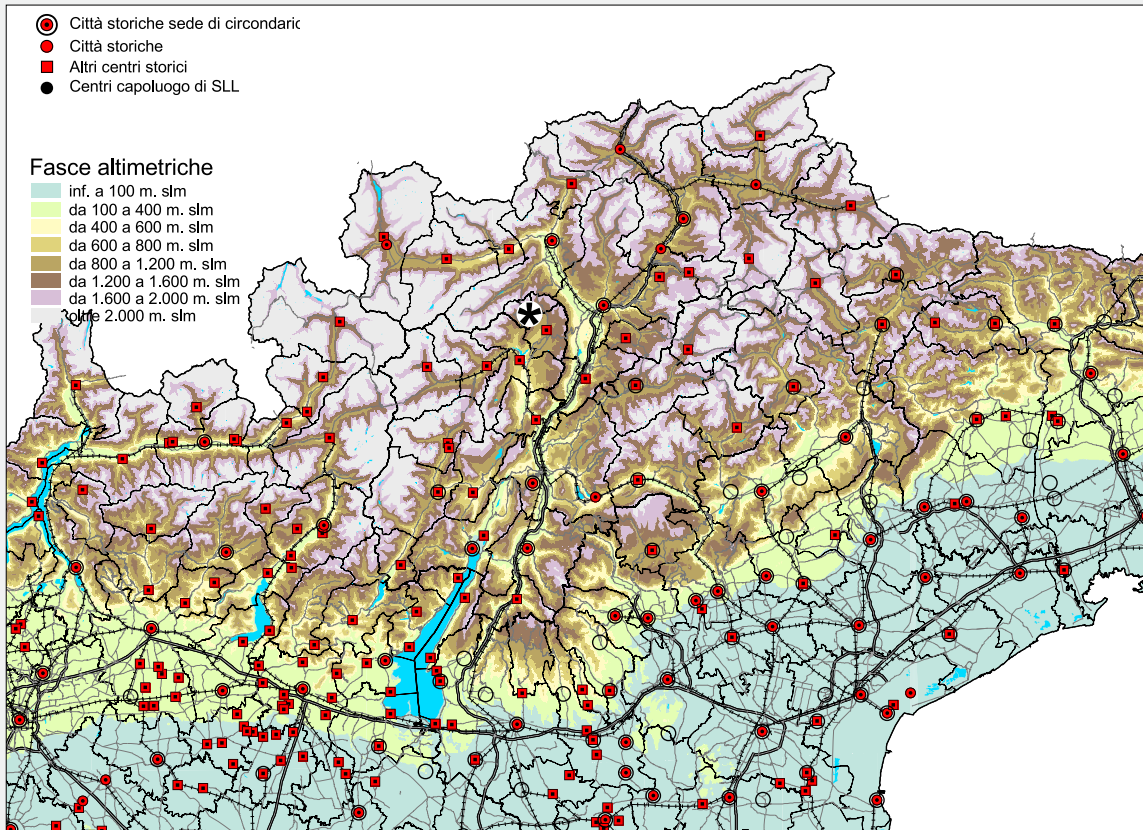 Città storiche sede di circondario
Città storiche
Altri centri storici
Centri capoluogo di SLL
Fasce altimetriche
inf. a 100 m. slm
da 100 a 400 m. slm
da 400 a 600 m. slm
da 600 a 800 m. slm
da 800 a 1.200 m. slm
da 1.200 a 1.600 m. slm
da 1.600 a 2.000 m. slm
oltre 2.000 m. slm
*